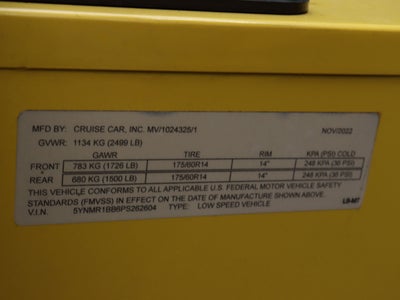 MFD BY: CRUISE CAR, INC. MV/1024325/1 NOV/2022
GVWR: 1134 KG (2499 LB)
GAWR TIRE RIM KPA (PSI) COLD
FRONT 783 KG (1726 LB) 175/60R14 14" 248 KPA (36 PSI)
REAR 680 KG (1500 LB) 175/60R14 14" 248 KPA (36 PSI)
THIS VEHICLE CONFORMS TO ALL APPLICABLE U.S. FEDERAL MOTOR VEHICLE SAFETY
STANDARDS (FMVSS) IN EFFECT ON THE DATE OF MANUFACTURE SHOWN ABOVE.
V.I.N. 5YNMR1BB6PS262604 TYPE: LOW SPEED VEHICLE